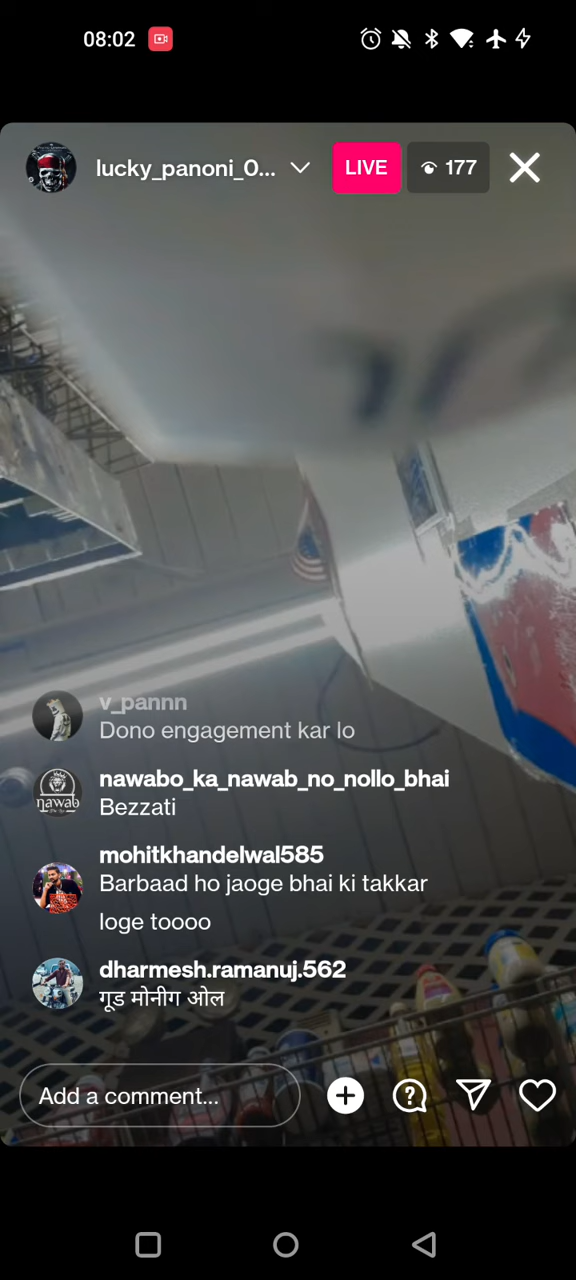 08:02
lucky_panoni_0...
LIVE
177
v_pannn
Dono engagement kar lo
nawabo_ka_nawab_no_nollo_bhai
Bezzati
nawab
mohitkhandelwal585
Barbaad ho jaoge bhai ki takkar
loge toooo
dharmesh.ramanuj.562
गूड मोनीग ओल
Add a comment...